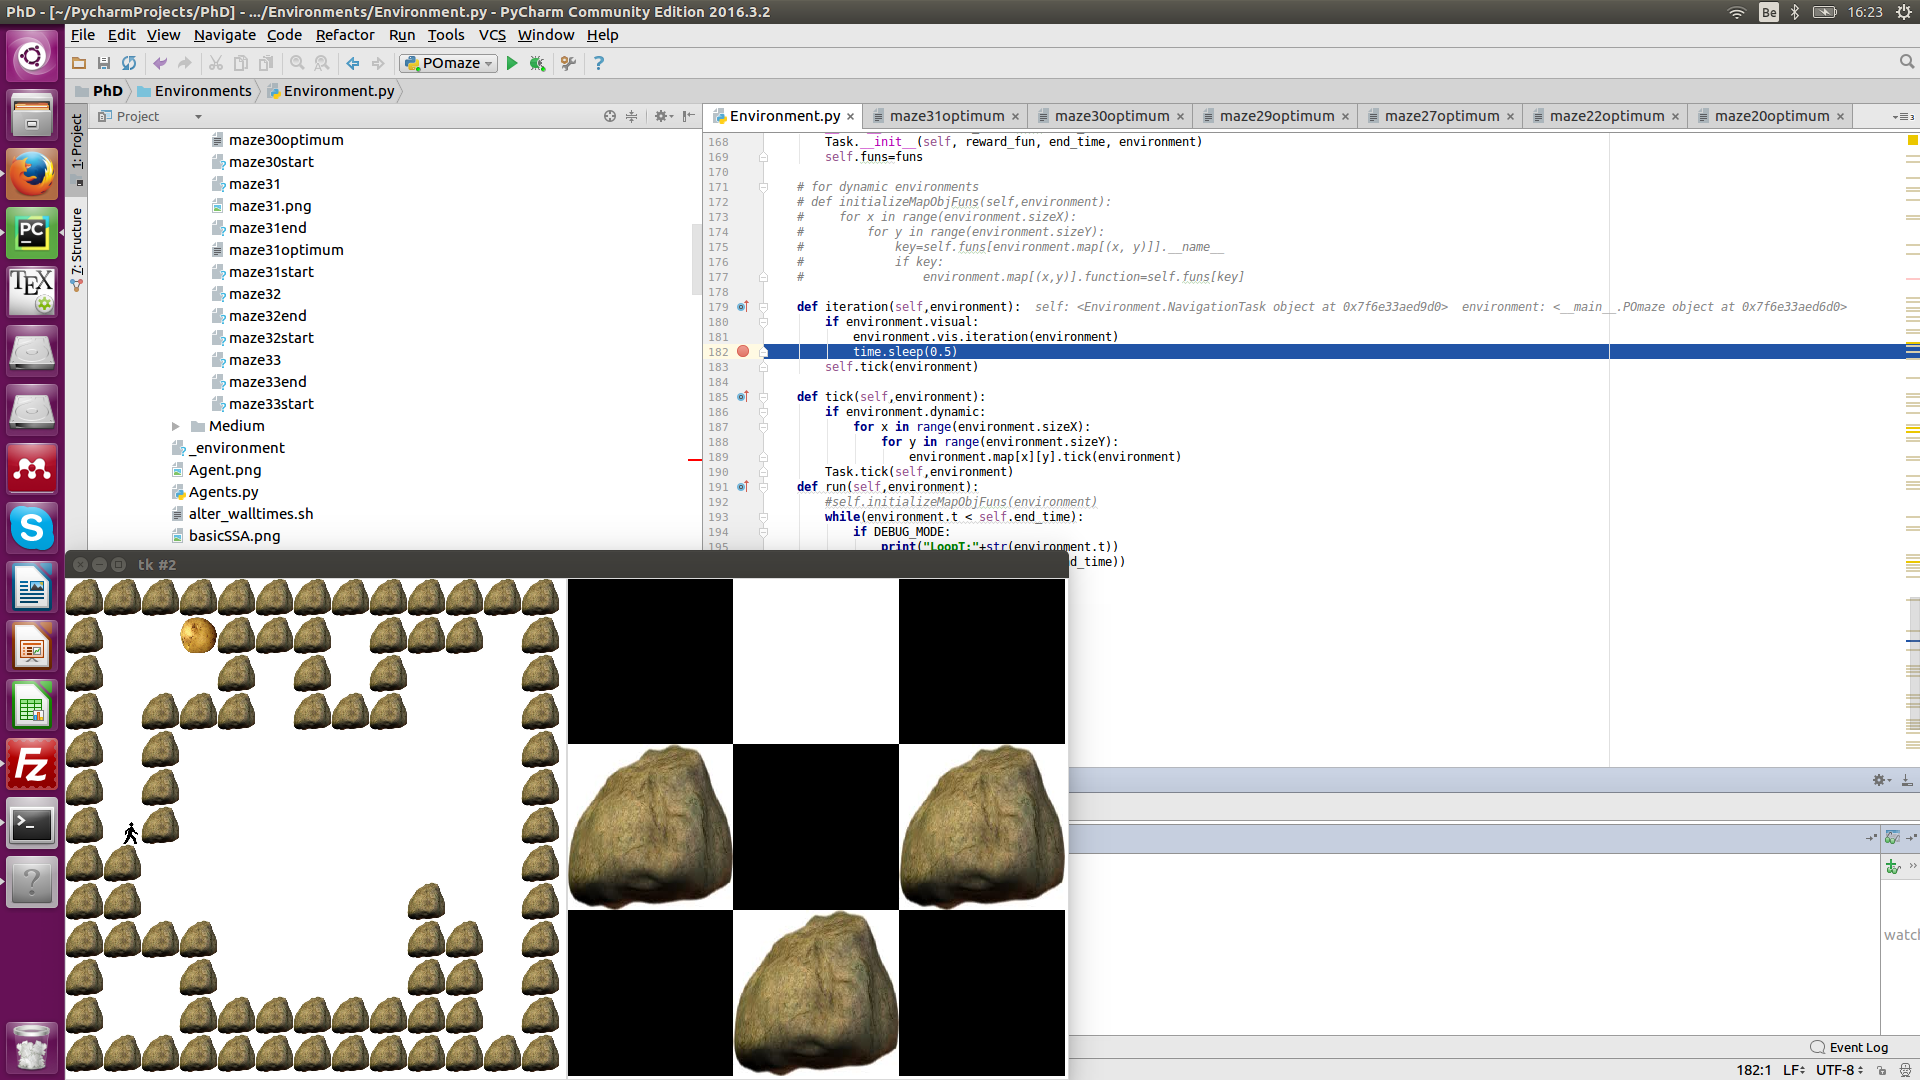 PhD - [~/PycharmProjects/PhD] - .../Environments/Environment.py - PyCharm Community Edition 2016.3.2
Be
16:23
File Edit View Navigate Code Refactor Run Tools VCS Window Help
POmaze
PhD Environments Environment.py
Project
1: Project
7: Structure
Environment.py maze31optimum maze30optimum maze29optimum maze27optimum maze22optimum maze20optimum
maze30optimum
maze30start
maze31
maze31.png
maze31end
maze31optimum
maze31start
maze32
maze32end
maze32start
maze33
maze33end
maze33start
Medium
_environment
Agent.png
Agents.py
alter_walltimes.sh
basicSSA.png
168 Task.__init__(self, reward_fun, end_time, environment)
169 self.funs=funs
170
171 # for dynamic environments
172 # def initializeMapObjFuns(self,environment):
173 # for x in range(environment.sizeX):
174 # for y in range(environment.sizeY):
175 # key=self.funs[environment.map[(x, y)]].__name__
176 # if key:
177 # environment.map[(x,y)].function=self.funs[key]
178
179 def iteration(self,environment): self: <Environment.NavigationTask object at 0x7f6e33aed9d0> environment: <__main__.POmaze object at 0x7f6e33aed6d0>
180 if environment.visual:
181 environment.vis.iteration(environment)
182 time.sleep(0.5)
183 self.tick(environment)
184
185 def tick(self,environment):
186 if environment.dynamic:
187 for x in range(environment.sizeX):
188 for y in range(environment.sizeY):
189 environment.map[x][y].tick(environment)
190 Task.tick(self,environment)
191 def run(self,environment):
192 #self.initializeMapObjFuns(environment)
193 while(environment.t < self.end_time):
194 if DEBUG_MODE:
195 print("LoopT:"+str(environment.t))
d_time))
tk #2
PC
TEX
S
Fz
>_
?
watch
Event Log
182:1 LF UTF-8